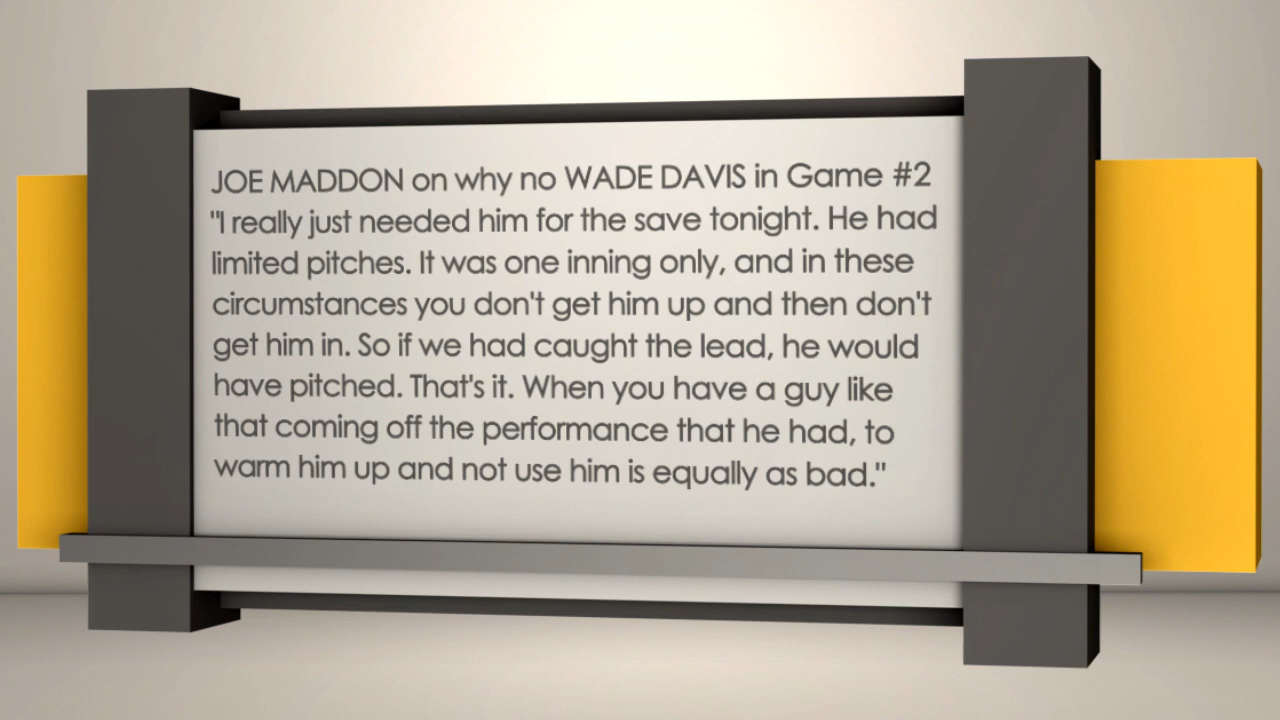 JOE MADDON on why no WADE DAVIS in Game #2
"I really just needed him for the save tonight. He had
limited pitches. It was one inning only, and in these
circumstances you don't get him up and then don't
get him in. So if we had caught the lead, he would
have pitched. That's it. When you have a guy like
that coming off the performance that he had, to
warm him up and not use him is equally as bad."